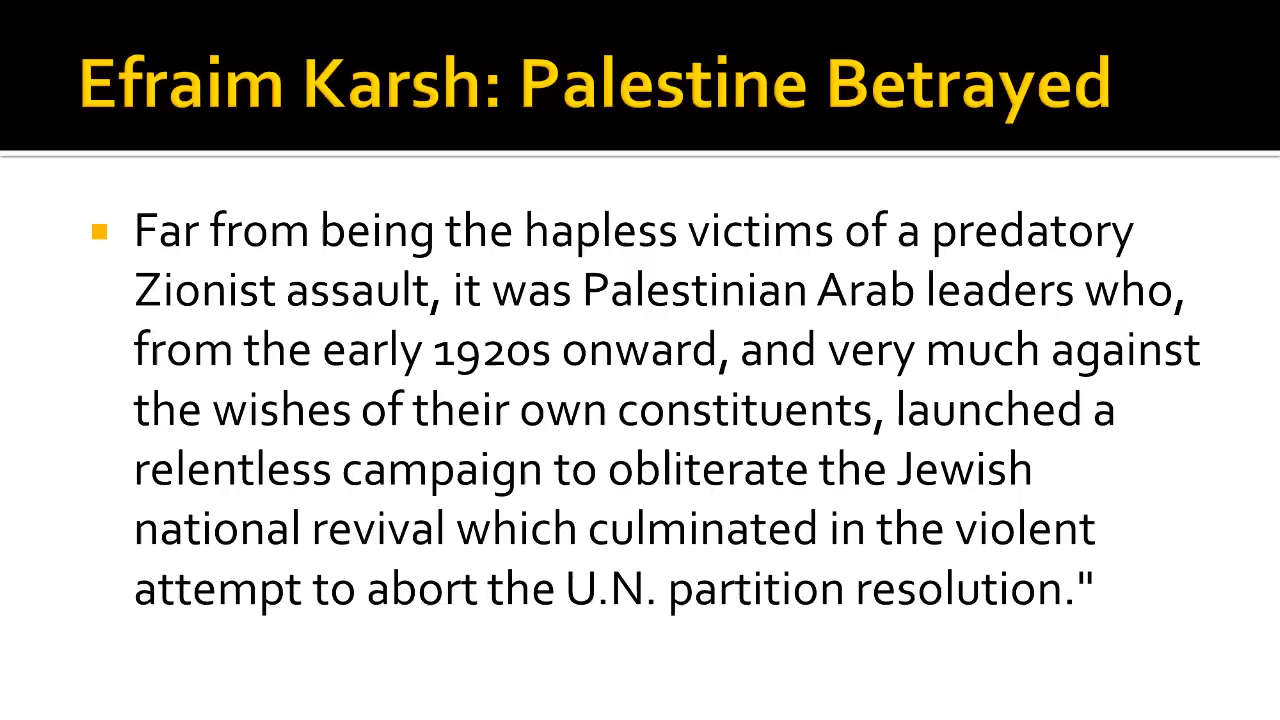 Efraim Karsh: Palestine Betrayed
Far from being the hapless victims of a predatory
Zionist assault, it was Palestinian Arab leaders who,
from the early 1920s onward, and very much against
the wishes of their own constituents, launched a
relentless campaign to obliterate the Jewish
national revival which culminated in the violent
attempt to abort the U.N. partition resolution."